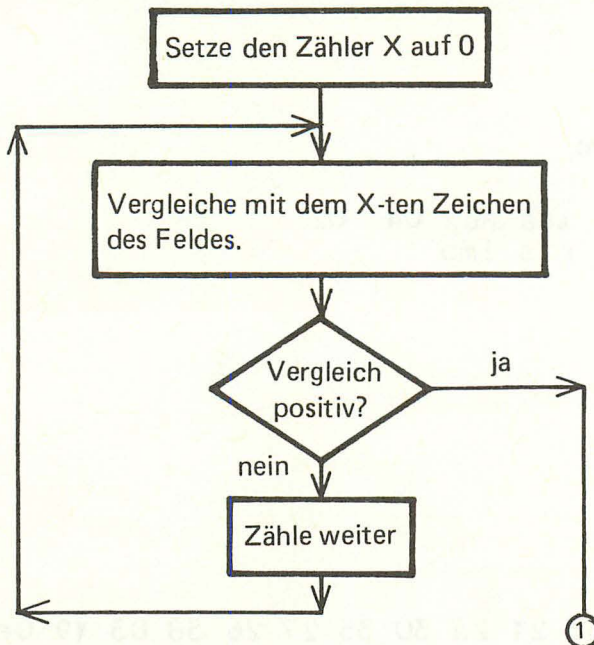 Setze den Zähler X auf 0
Vergleiche mit dem X-ten Zeichen
des Feldes.
Vergleich
positiv?
ja
nein
Zähle weiter
1